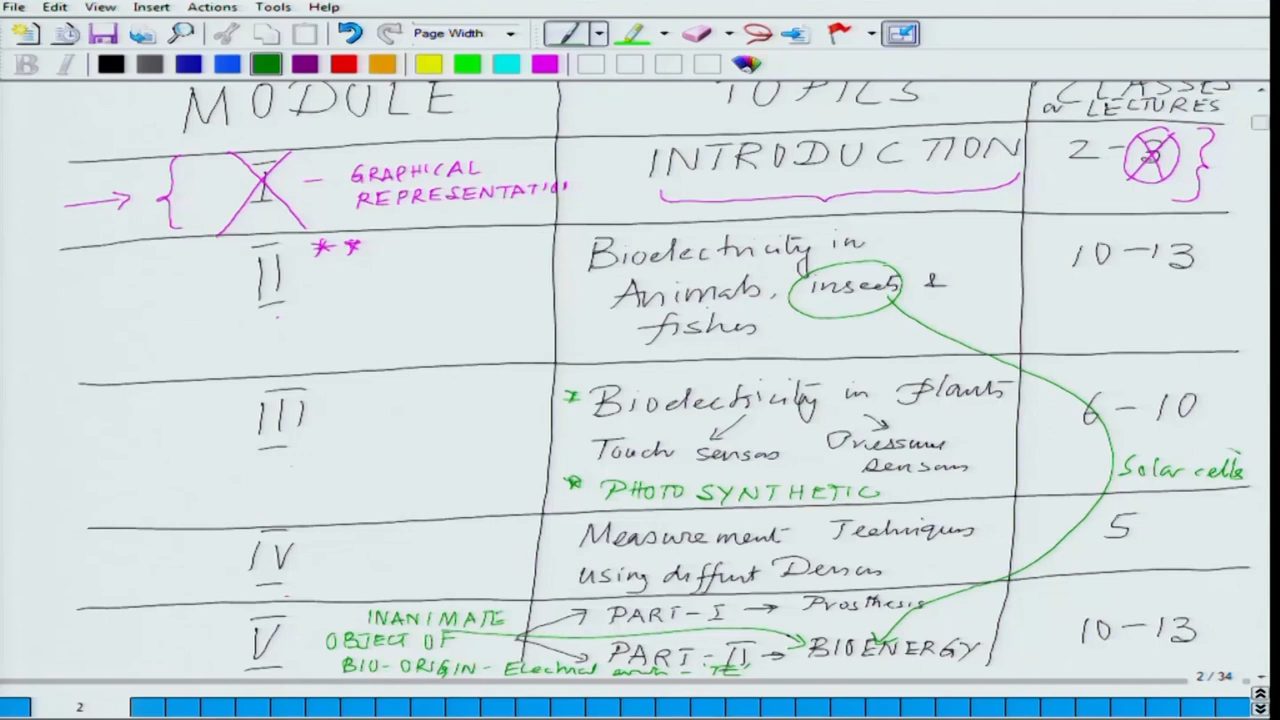 File Edit View Insert Actions Tools Help
Page Width
B I
MODULE TOPICS CLASSES
or LECTURES
I — GRAPHICAL
REPRESENTATION
INTRODUCTION 2 - 3
II **
Bioelectricity in
Animals, insects &
fishes
10-13
III
* Bioelectricity in Plants
Touch sensors Pressure
sensors
* PHOTOSYNTHETIC
6-10
Solar cells
IV
Measurement Techniques
using
5
V
INANIMATE
OBJECT OF
BIO-ORIGIN-
PART-I → Prosthesis
PART-II → BIOENERGY
10-13
2 / 34
2